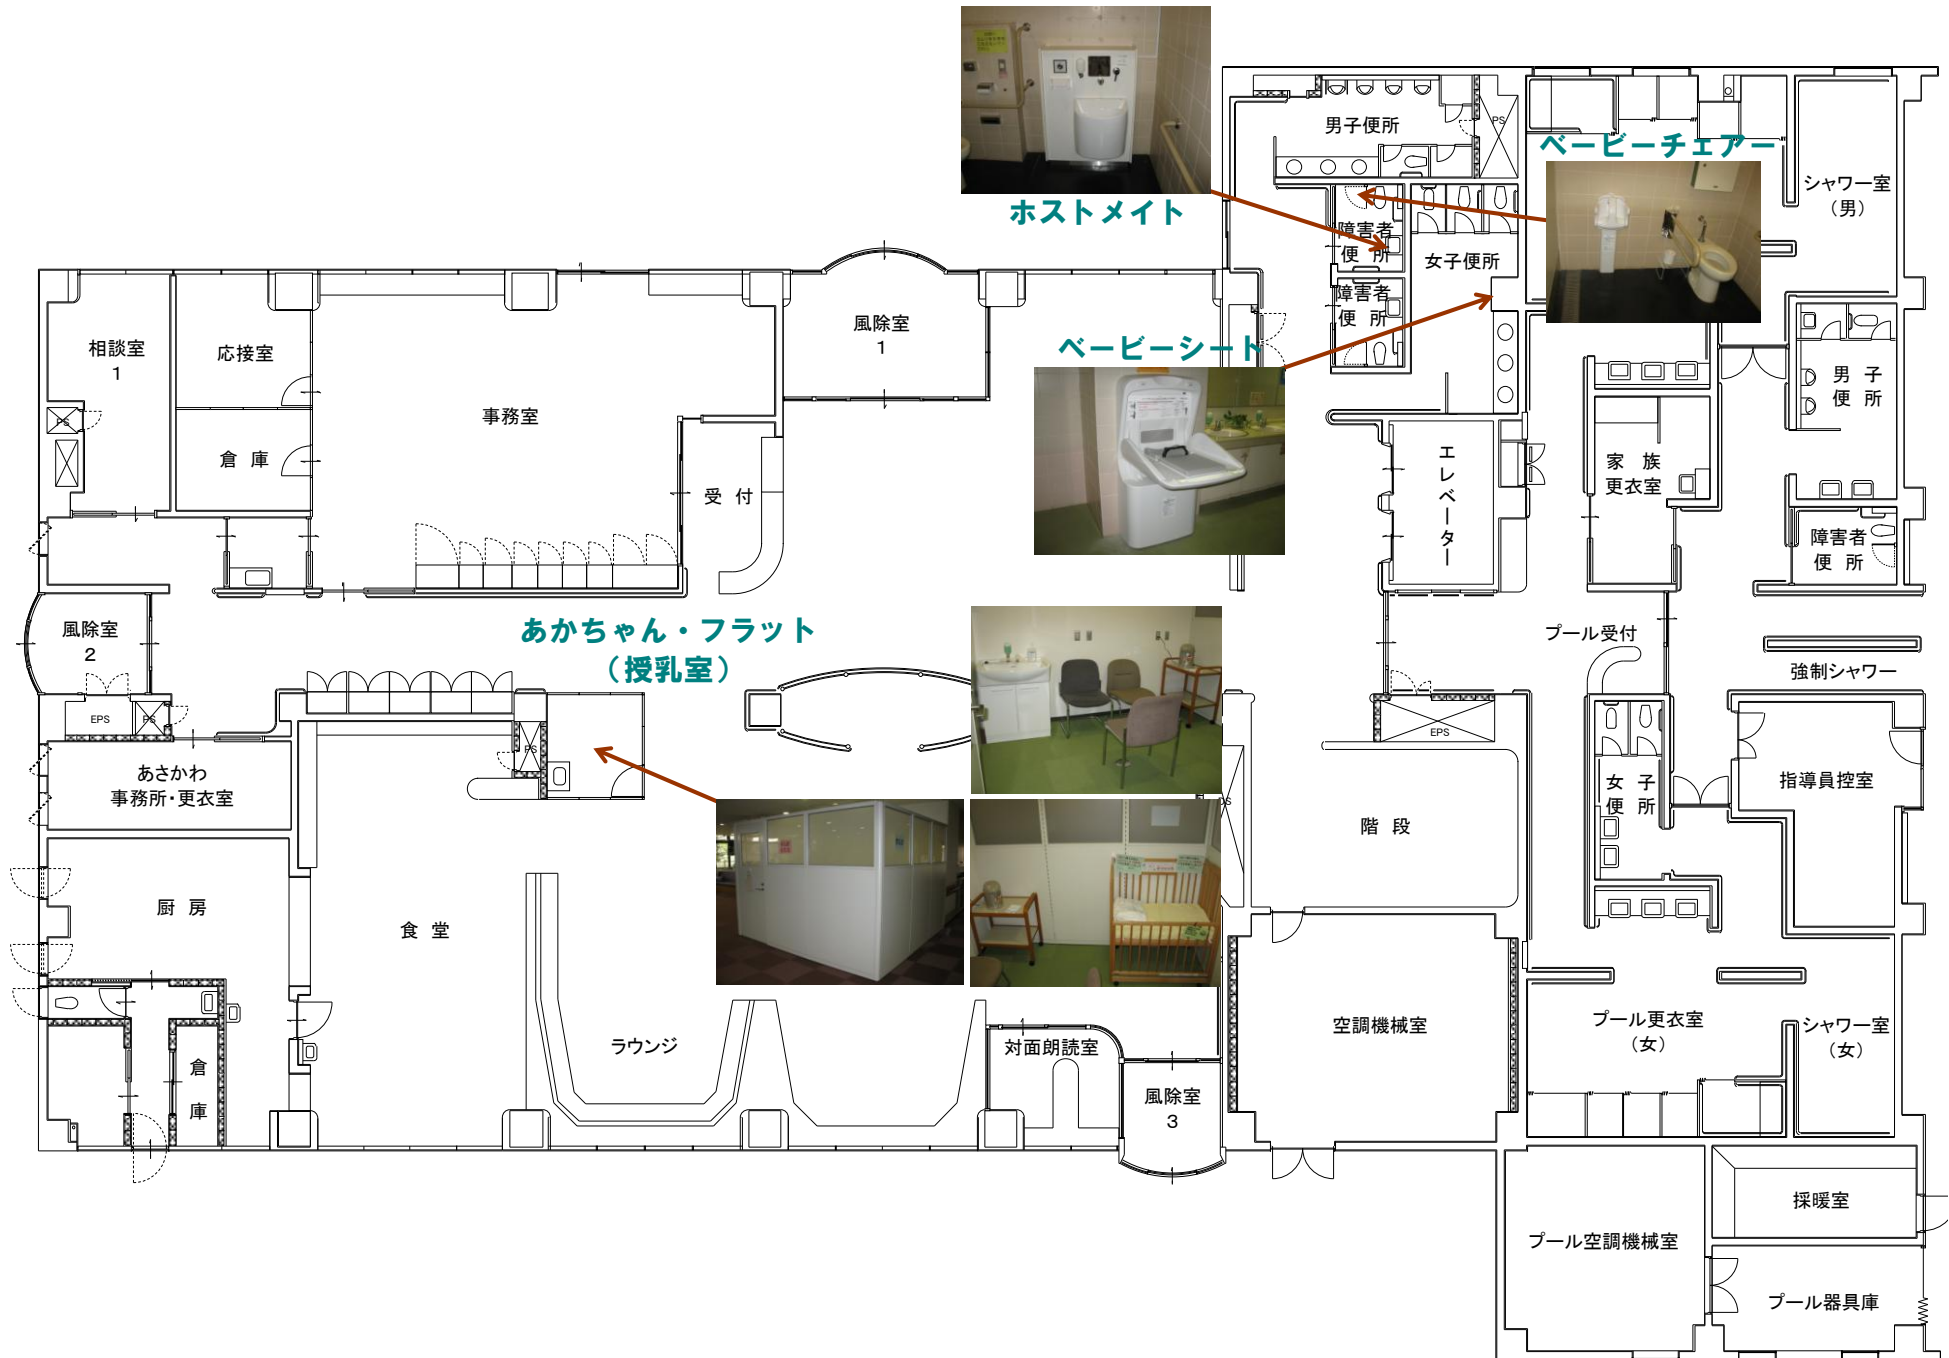 ホストメイト
男子便所
PS
ベービーチェアー
シャワー室
（男）
障害者
便 所
女子便所
障害者
便 所
風除室
1
ベービーシート
相談室
1
応接室
男 子
便 所
PS
事務室
倉 庫
受 付
エレベーター
家 族
更衣室
障害者
便 所
風除室
2
あかちゃん・フラット
（授乳室）
プール受付
強制シャワー
EPS
PS
PS
EPS
あさかわ
事務所・更衣室
女 子
便 所
指導員控室
DS
階 段
厨 房
食 堂
ラウンジ
対面朗読室
空調機械室
プール更衣室
（女）
シャワー室
（女）
倉
庫
風除室
3
採暖室
プール空調機械室
プール器具庫